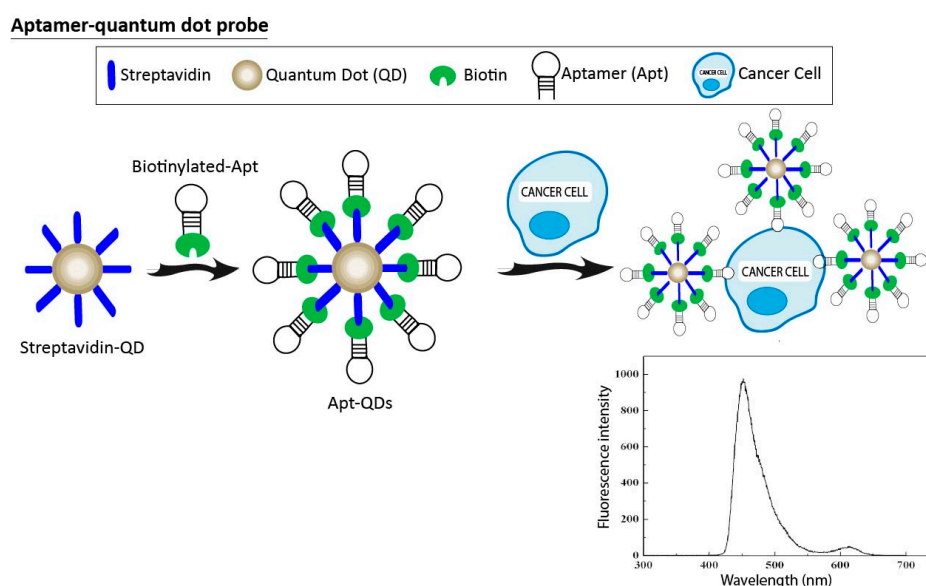 Aptamer-quantum dot probe
Streptavidin
Quantum Dot (QD)
Biotin
Aptamer (Apt)
CANCER CELL
Cancer Cell
Biotinylated-Apt
Streptavidin-QD
Apt-QDs
CANCER CELL
CANCER CELL
Fluorescence intensity
1000
800
600
400
200
0
300 400 500 600 700
Wavelength (nm)